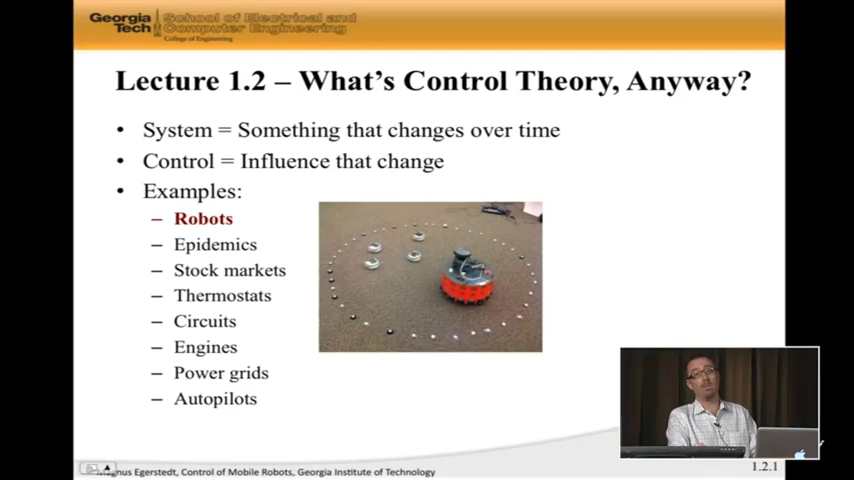 Georgia Tech
School of Electrical and
Computer Engineering
College of Engineering
Lecture 1.2 – What's Control Theory, Anyway?
• System = Something that changes over time
• Control = Influence that change
• Examples:
– Robots
– Epidemics
– Stock markets
– Thermostats
– Circuits
– Engines
– Power grids
– Autopilots
Magnus Egerstedt, Control of Mobile Robots, Georgia Institute of Technology
1.2.1